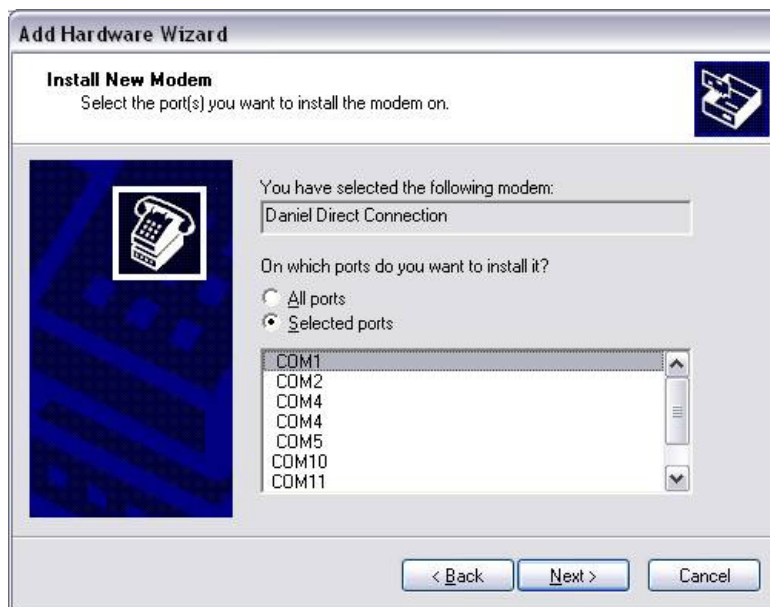 Add Hardware Wizard
Install New Modem
Select the port(s) you want to install the modem on.
You have selected the following modem:
Daniel Direct Connection
On which ports do you want to install it?
All ports
Selected ports
COM1
COM2
COM4
COM4
COM5
COM10
COM11
< Back Next > Cancel